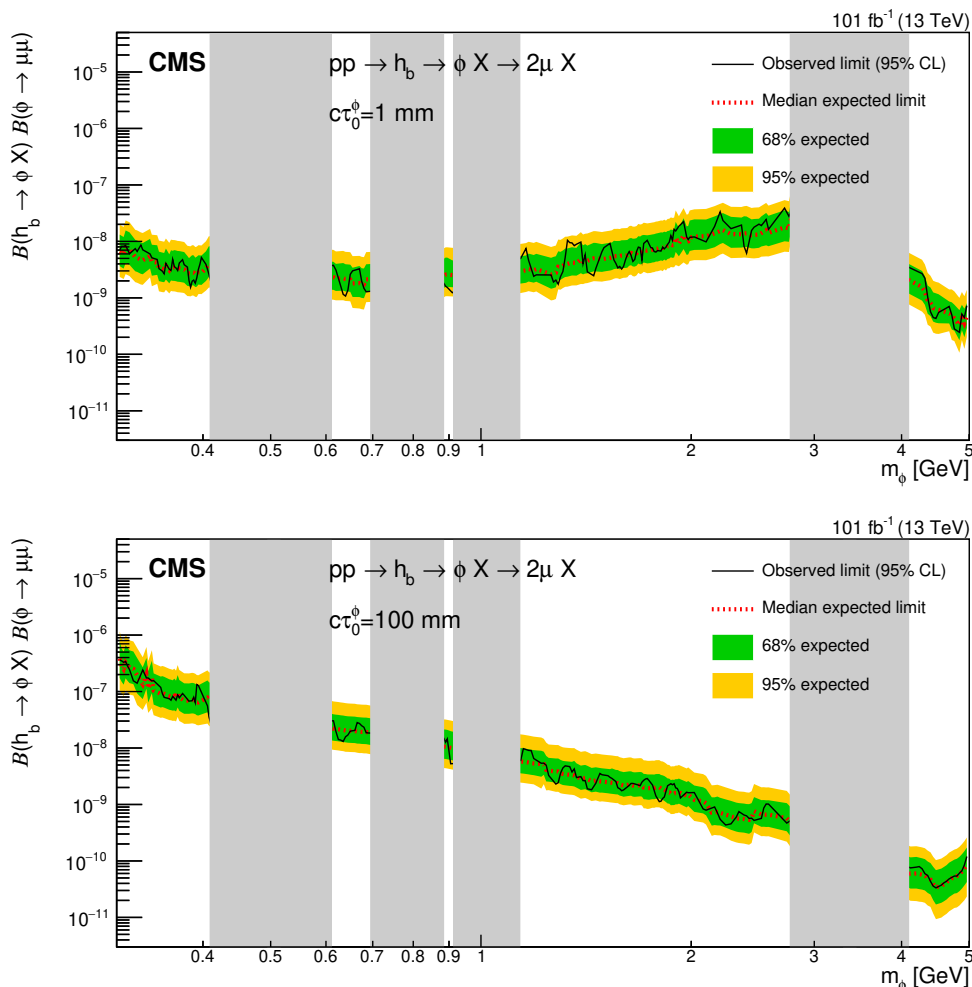 101 fb⁻¹ (13 TeV)
CMS
pp → h_b → ϕ X → 2μ X
cτ₀^ϕ=1 mm
Observed limit (95% CL)
Median expected limit
68% expected
95% expected
B(h_b → ϕ X) B(ϕ → μμ)
10⁻⁵
10⁻⁶
10⁻⁷
10⁻⁸
10⁻⁹
10⁻¹⁰
10⁻¹¹
0.4 0.5 0.6 0.7 0.8 0.9 1 2 3 4 5
m_ϕ [GeV]
101 fb⁻¹ (13 TeV)
CMS
pp → h_b → ϕ X → 2μ X
cτ₀^ϕ=100 mm
Observed limit (95% CL)
Median expected limit
68% expected
95% expected
B(h_b → ϕ X) B(ϕ → μμ)
10⁻⁵
10⁻⁶
10⁻⁷
10⁻⁸
10⁻⁹
10⁻¹⁰
10⁻¹¹
0.4 0.5 0.6 0.7 0.8 0.9 1 2 3 4 5
m_ϕ [GeV]